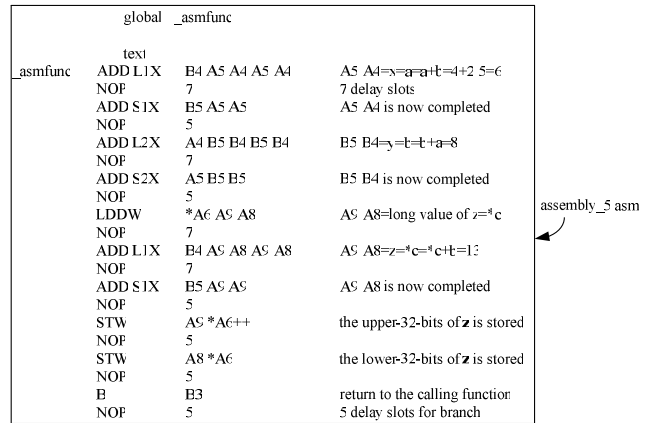 global _asmfunc
text
_asmfunc ADD L1X B4 A5 A4 A5 A4 A5 A4=x=a=a+b=4+2 5=6
NOP 7 7 delay slots
ADD S1X B5 A5 A5 A5 A4 is now completed
NOP 5
ADD L2X A4 B5 B4 B5 B4 B5 B4=y=b=b+a=8
NOP 7
ADD S2X A5 B5 B5 B5 B4 is now completed
NOP 5
LDDW *A6 A9 A8 A9 A8=long value of z=*c
NOP 7
ADD L1X B4 A9 A8 A9 A8 A9 A8=z=*c=*c+b=13
NOP 7
ADD S1X B5 A9 A9 A9 A8 is now completed
NOP 5
STW A9 *A6++ the upper-32-bits of z is stored
NOP 5
STW A8 *A6 the lower-32-bits of z is stored
NOP 5
B B3 return to the calling function
NOP 5 5 delay slots for branch
assembly_5 asm